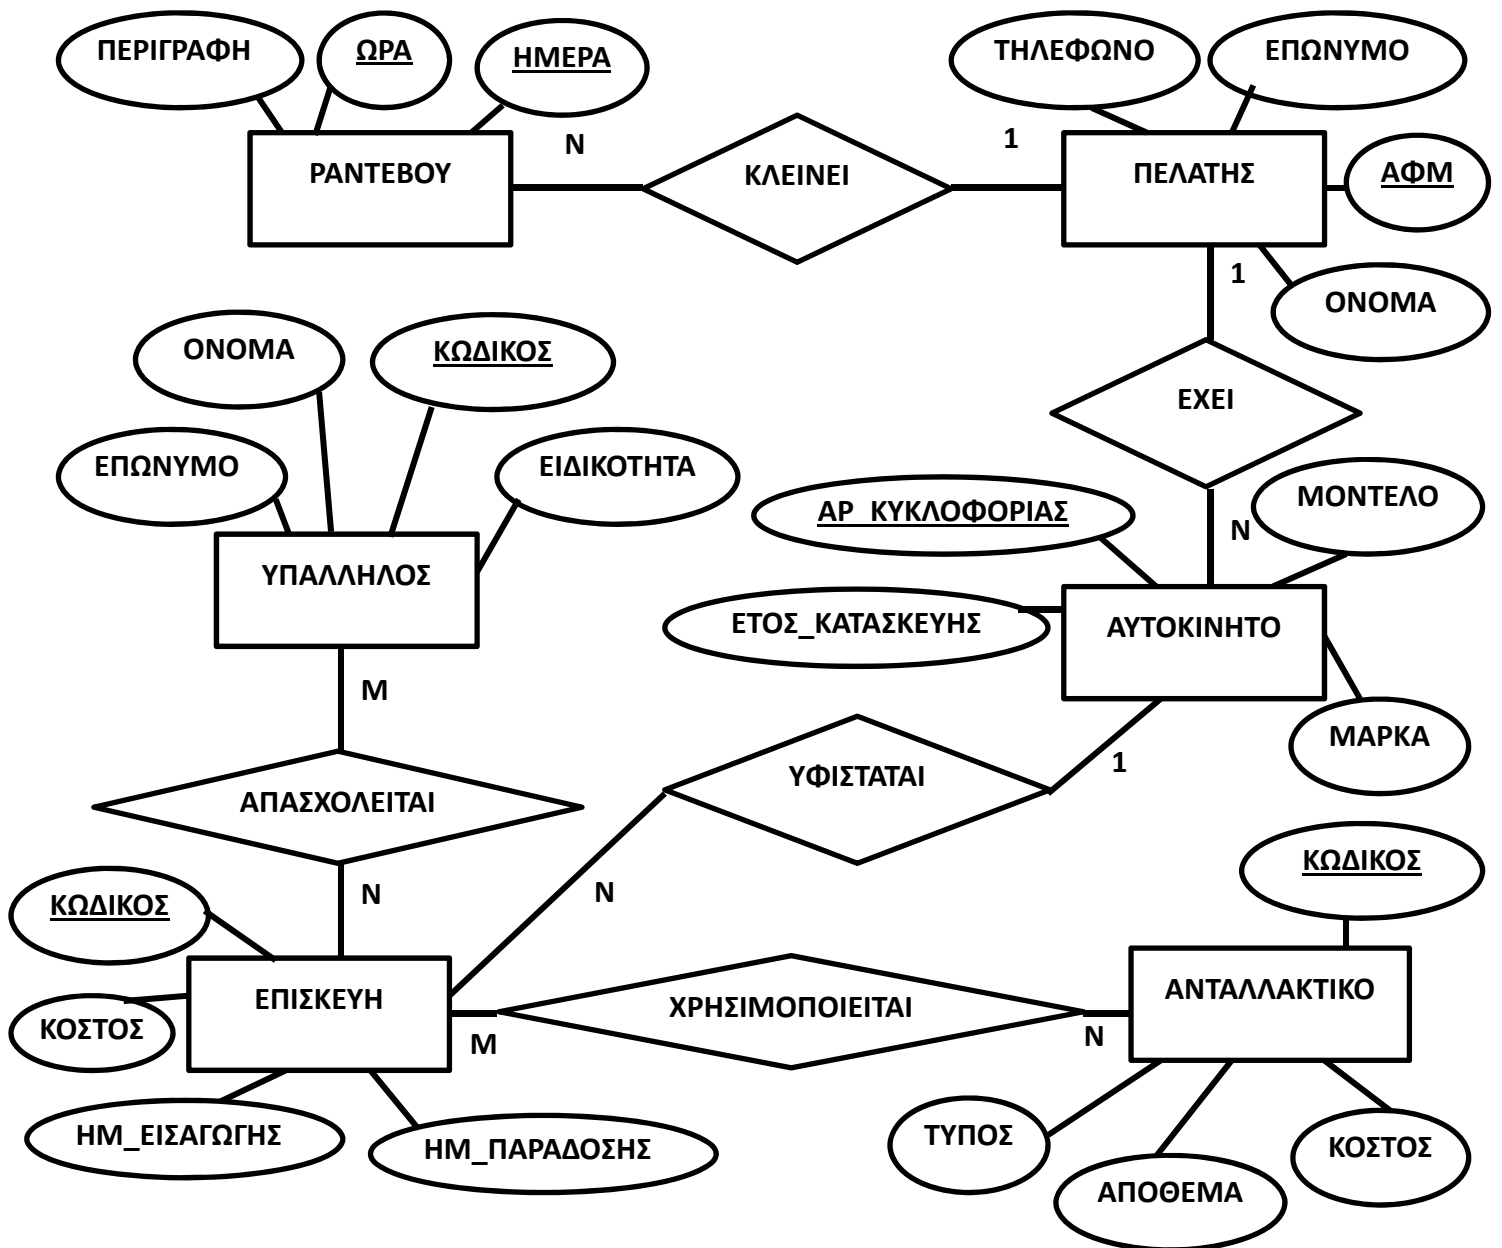 ΠΕΡΙΓΡΑΦΗ
ΩΡΑ
ΗΜΕΡΑ
ΤΗΛΕΦΩΝΟ
ΕΠΩΝΥΜΟ
Ν
1
ΡΑΝΤΕΒΟΥ
ΚΛΕΙΝΕΙ
ΠΕΛΑΤΗΣ
ΑΦΜ
1
ΟΝΟΜΑ
ΟΝΟΜΑ
ΚΩΔΙΚΟΣ
ΕΧΕΙ
ΕΠΩΝΥΜΟ
ΕΙΔΙΚΟΤΗΤΑ
ΑΡ_ΚΥΚΛΟΦΟΡΙΑΣ
ΜΟΝΤΕΛΟ
Ν
ΥΠΑΛΛΗΛΟΣ
ΕΤΟΣ_ΚΑΤΑΣΚΕΥΗΣ
ΑΥΤΟΚΙΝΗΤΟ
Μ
ΜΑΡΚΑ
1
ΥΦΙΣΤΑΤΑΙ
ΑΠΑΣΧΟΛΕΙΤΑΙ
ΚΩΔΙΚΟΣ
Ν
Ν
ΚΩΔΙΚΟΣ
ΕΠΙΣΚΕΥΗ
ΧΡΗΣΙΜΟΠΟΙΕΙΤΑΙ
ΑΝΤΑΛΛΑΚΤΙΚΟ
ΚΟΣΤΟΣ
Μ
Ν
ΗΜ_ΕΙΣΑΓΩΓΗΣ
ΗΜ_ΠΑΡΑΔΟΣΗΣ
ΤΥΠΟΣ
ΑΠΟΘΕΜΑ
ΚΟΣΤΟΣ